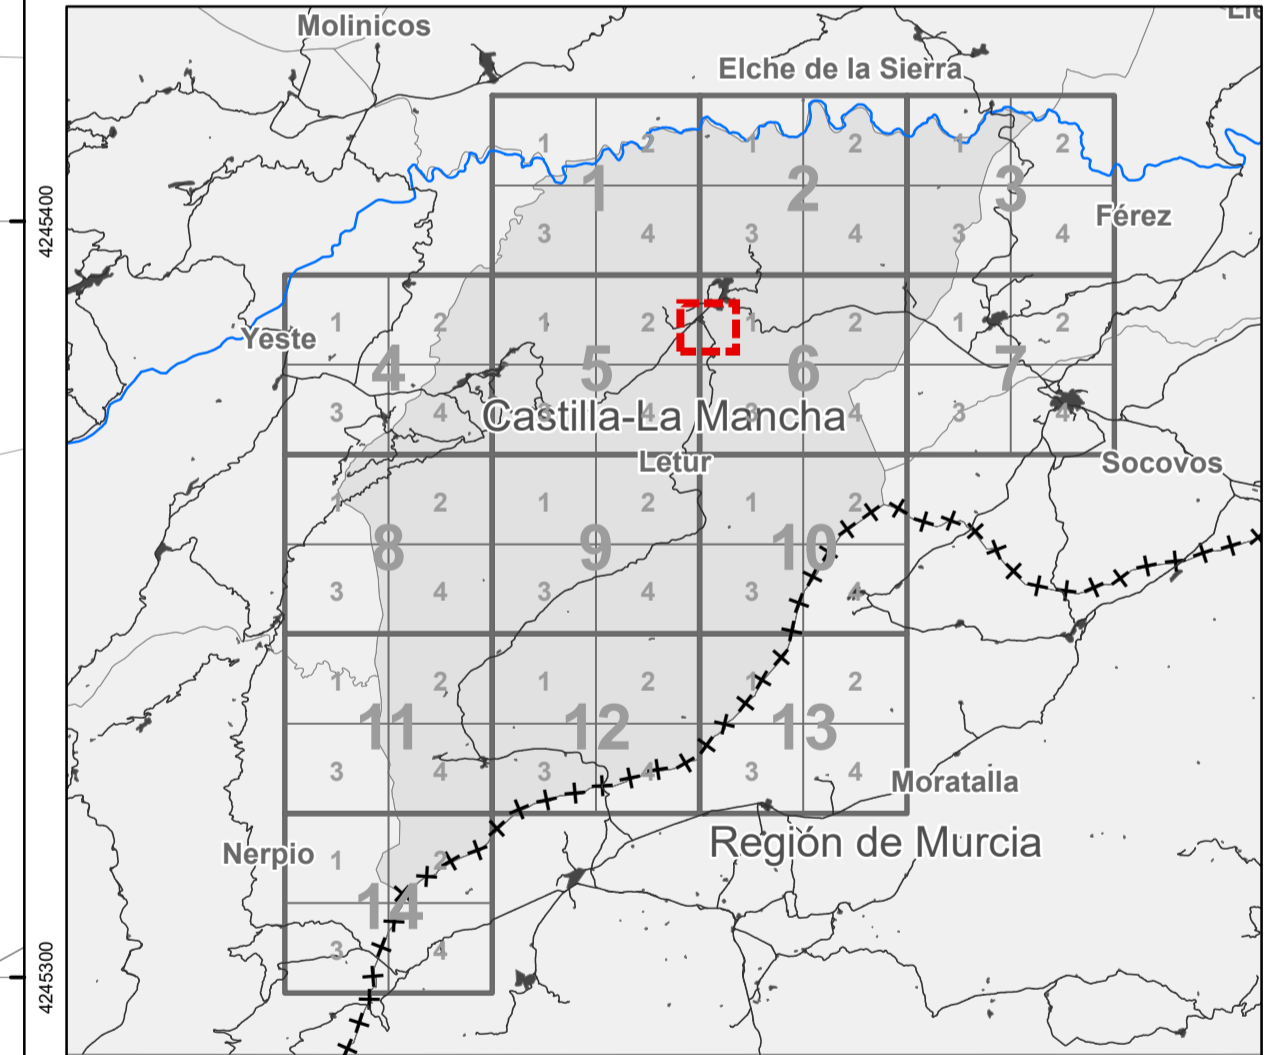 Molinicos
Elche de la Sierra
1 2 1 2 1 2
1 2 3
Férez
3 4 3 4 3 4
4245400
1 2 1 2 1 2 1 2
Yeste
4 5 6 7
3 4 4 3 4 3 4
Castilla-La Mancha
Letur
Socovos
1 2 1 2 1 2
8 9 10
3 4 3 4 3 4
1 2 1 2 1 2
11 12 13
3 4 3 4 3 4
Moratalla
Región de Murcia
Nerpio
1 2
14
3 4
4245300